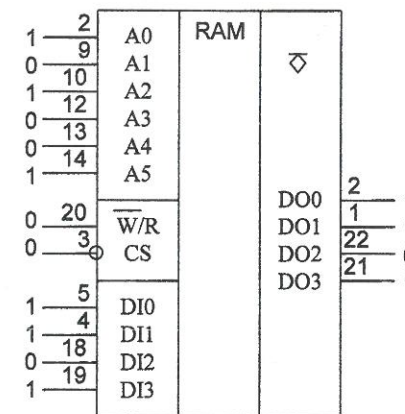 2
1 A0 RAM
9
0 A1 ◇
10
1 A2
12
0 A3
13
0 A4
14
1 A5
DO0 2
20
0 W̅/R DO1 1
3
0 CS DO2 22
DO3 21
5
1 DI0
4
1 DI1
18
0 DI2
19
1 DI3